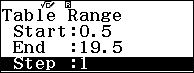 √▱ R
Table Range
Start:0.5
End :19.5
Step :1